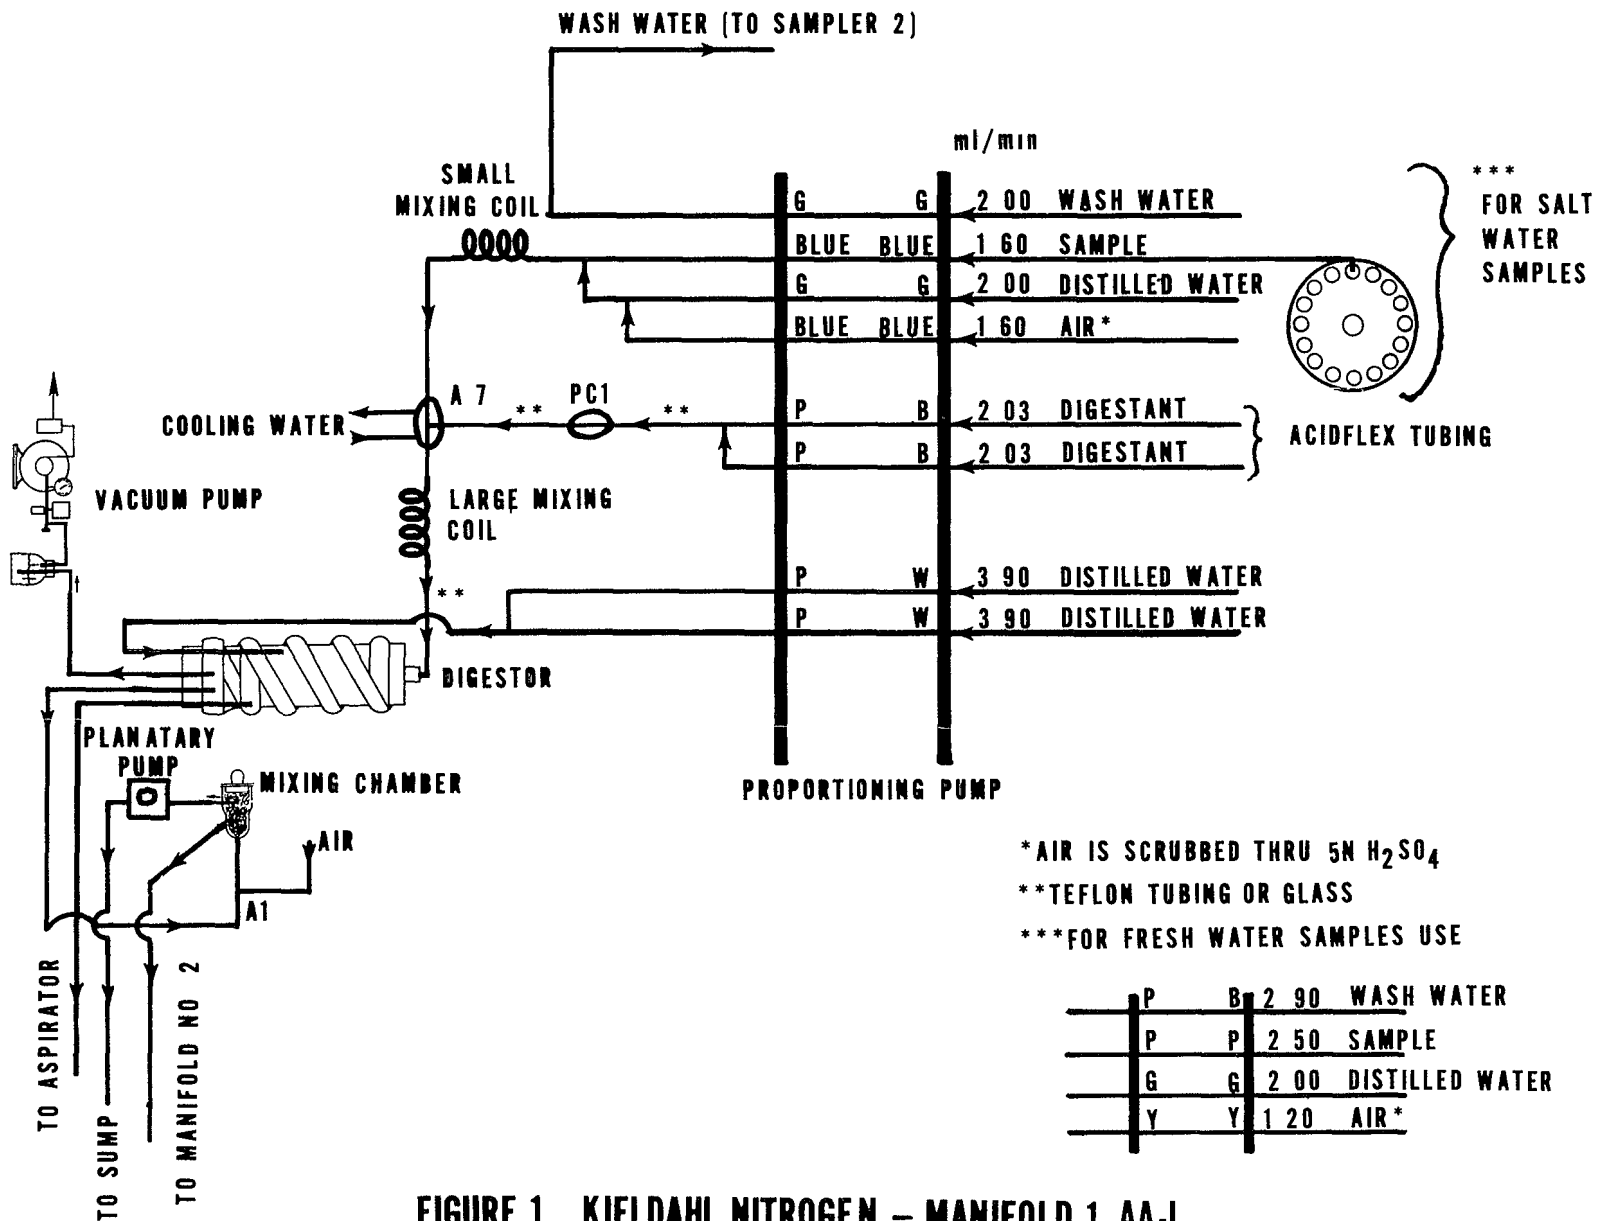 WASH WATER (TO SAMPLER 2)
ml/min
SMALL
MIXING COIL
G G 2 00 WASH WATER
BLUE BLUE 1 60 SAMPLE
G G 2 00 DISTILLED WATER
BLUE BLUE 1 60 AIR*
***
FOR SALT
WATER
SAMPLES
A 7
** PC1 **
COOLING WATER
P B 2 03 DIGESTANT
P B 2 03 DIGESTANT
ACIDFLEX TUBING
VACUUM PUMP
LARGE MIXING
COIL
**
P W 3 90 DISTILLED WATER
P W 3 90 DISTILLED WATER
DIGESTOR
PLANATARY
PUMP
MIXING CHAMBER
PROPORTIONING PUMP
AIR
A1
TO ASPIRATOR
TO SUMP
TO MANIFOLD NO 2
*AIR IS SCRUBBED THRU 5N H2SO4
**TEFLON TUBING OR GLASS
***FOR FRESH WATER SAMPLES USE
P B 2 90 WASH WATER
P P 2 50 SAMPLE
G G 2 00 DISTILLED WATER
Y Y 1 20 AIR*
FIGURE 1 KJELDAHL NITROGEN – MANIFOLD 1 AA-I